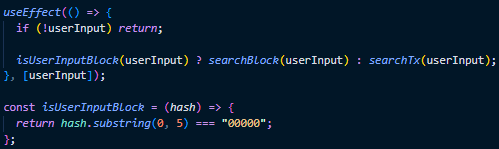 useEffect(() => {
  if (!userInput) return;

  isUserInputBlock(userInput) ? searchBlock(userInput) : searchTx(userInput);
}, [userInput]);

const isUserInputBlock = (hash) => {
  return hash.substring(0, 5) === "00000";
};